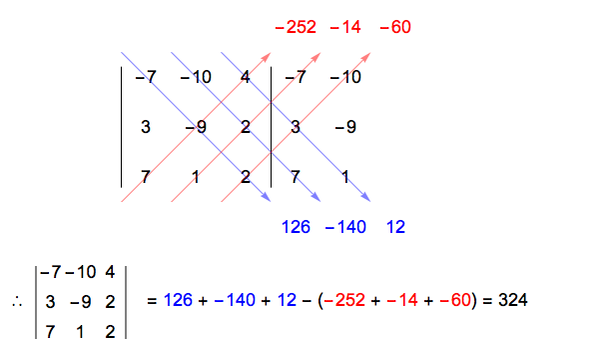 −252 −14 −60
−7 −10 4 −7 −10
3 −9 2 3 −9
7 1 2 7 1
126 −140 12
−7 −10 4
∴ 3 −9 2 = 126 + −140 + 12 − (−252 + −14 + −60) = 324
7 1 2